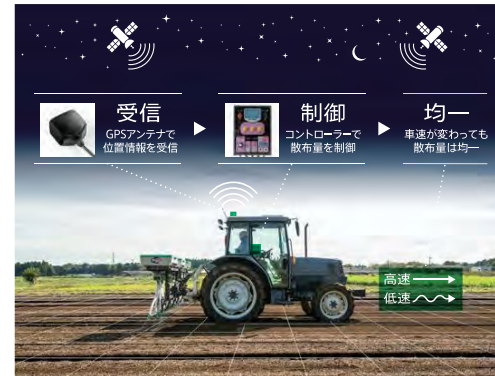 受信
GPSアンテナで
位置情報を受信
制御
コントローラーで
散布量を制御
均一
車速が変わっても
散布量は均一
高速
低速